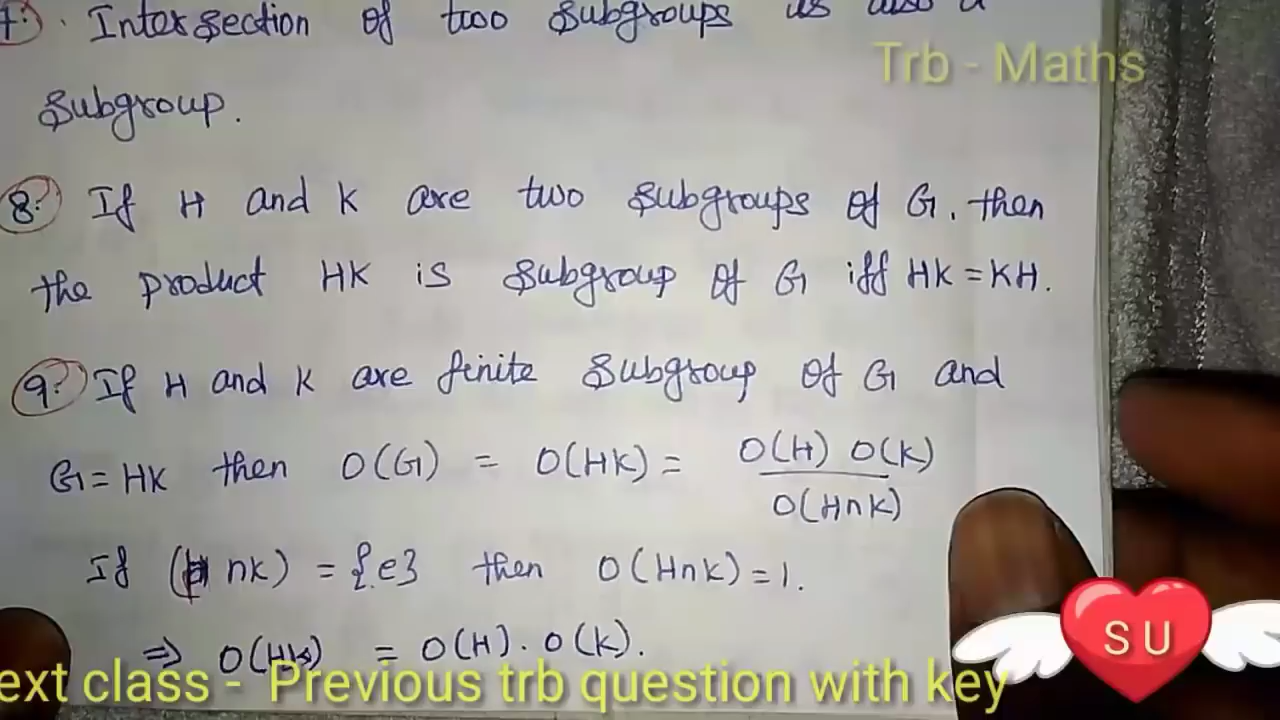 7. Intersection of two subgroups is also a
Trb - Maths
Subgroup.
8. If H and K are two subgroups of G. then
the product HK is subgroup of G iff HK = KH.
9. If H and K are finite subgroup of G and
G = HK then O(G) = O(HK) = O(H) O(K) / O(H∩K)
If (H∩K) = {e} then O(H∩K) = 1.
⇒ O(HK) = O(H) . O(K).
S U
ext class - Previous trb question with key